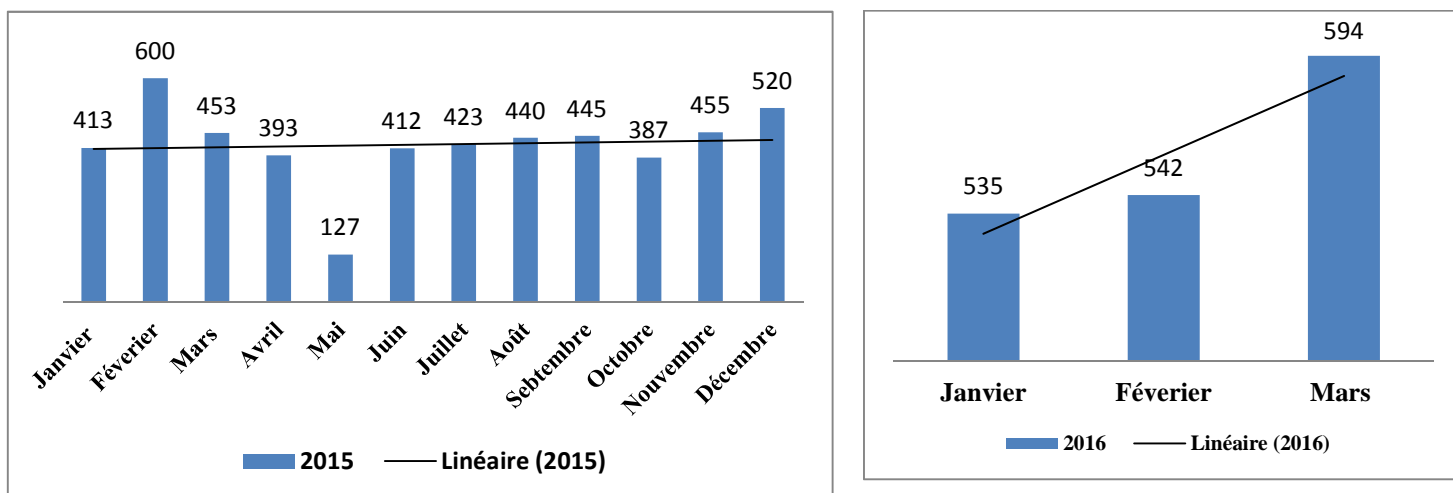 600
520
453
455
440
445
413
412
423
393
387
127
Janvier
Féverier
Mars
Avril
Mai
Juin
Juillet
Août
Sebtembre
Octobre
Nouvembre
Décembre
2015
Linéaire (2015)
594
535
542
Janvier
Féverier
Mars
2016
Linéaire (2016)